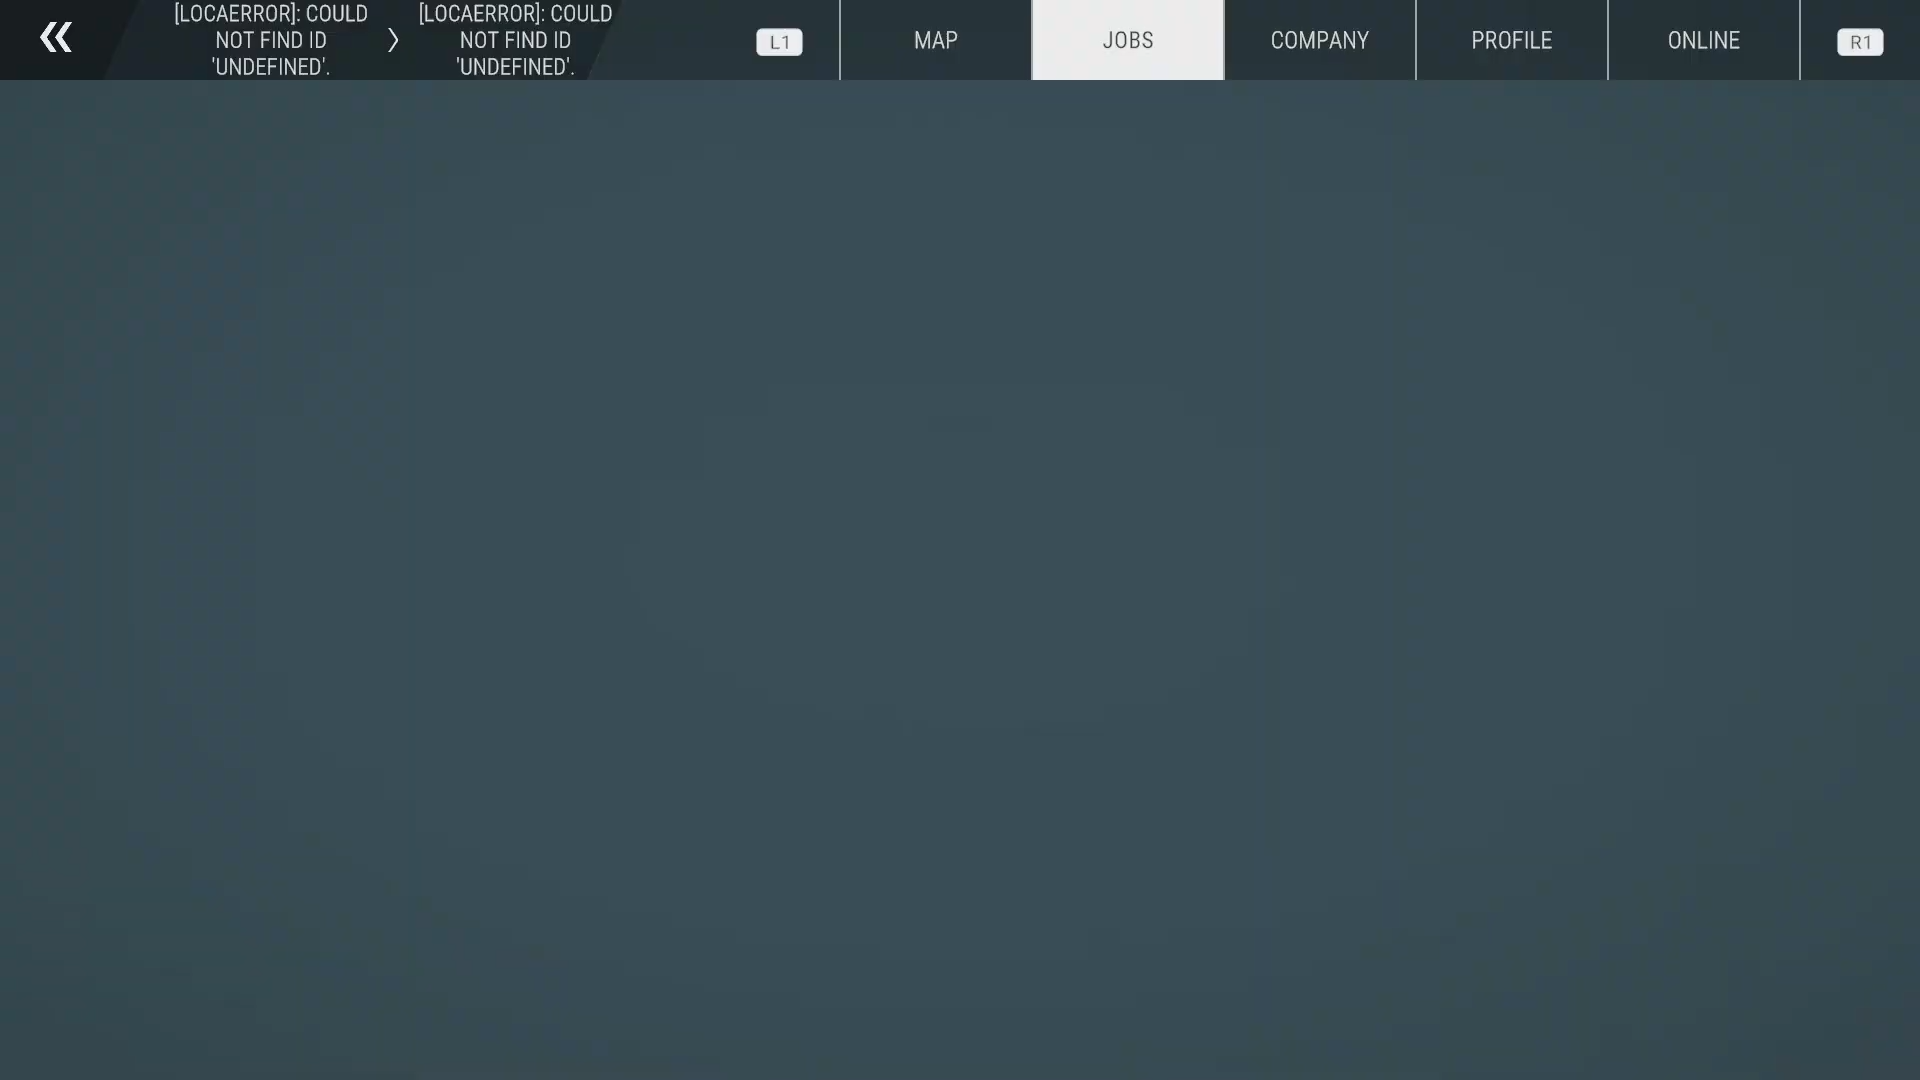 [LOCAERROR]: COULD
NOT FIND ID
'UNDEFINED'.
[LOCAERROR]: COULD
NOT FIND ID
'UNDEFINED'.
L1
MAP
JOBS
COMPANY
PROFILE
ONLINE
R1